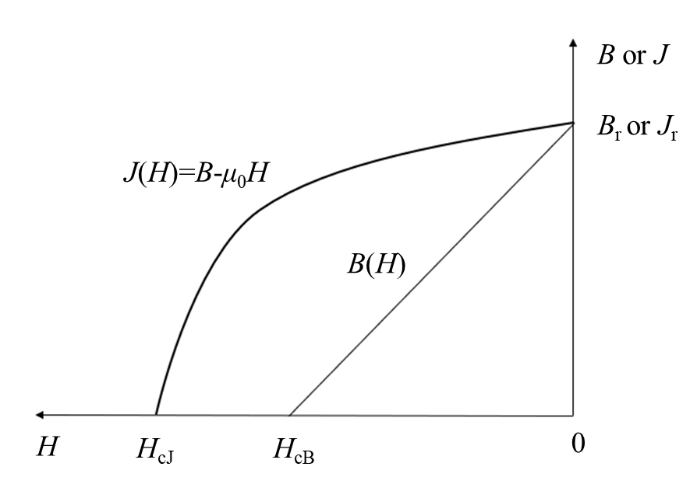 B or J
Bᵣ or Jᵣ
J(H)=B-μ₀H
B(H)
H
HcJ
HcB
0